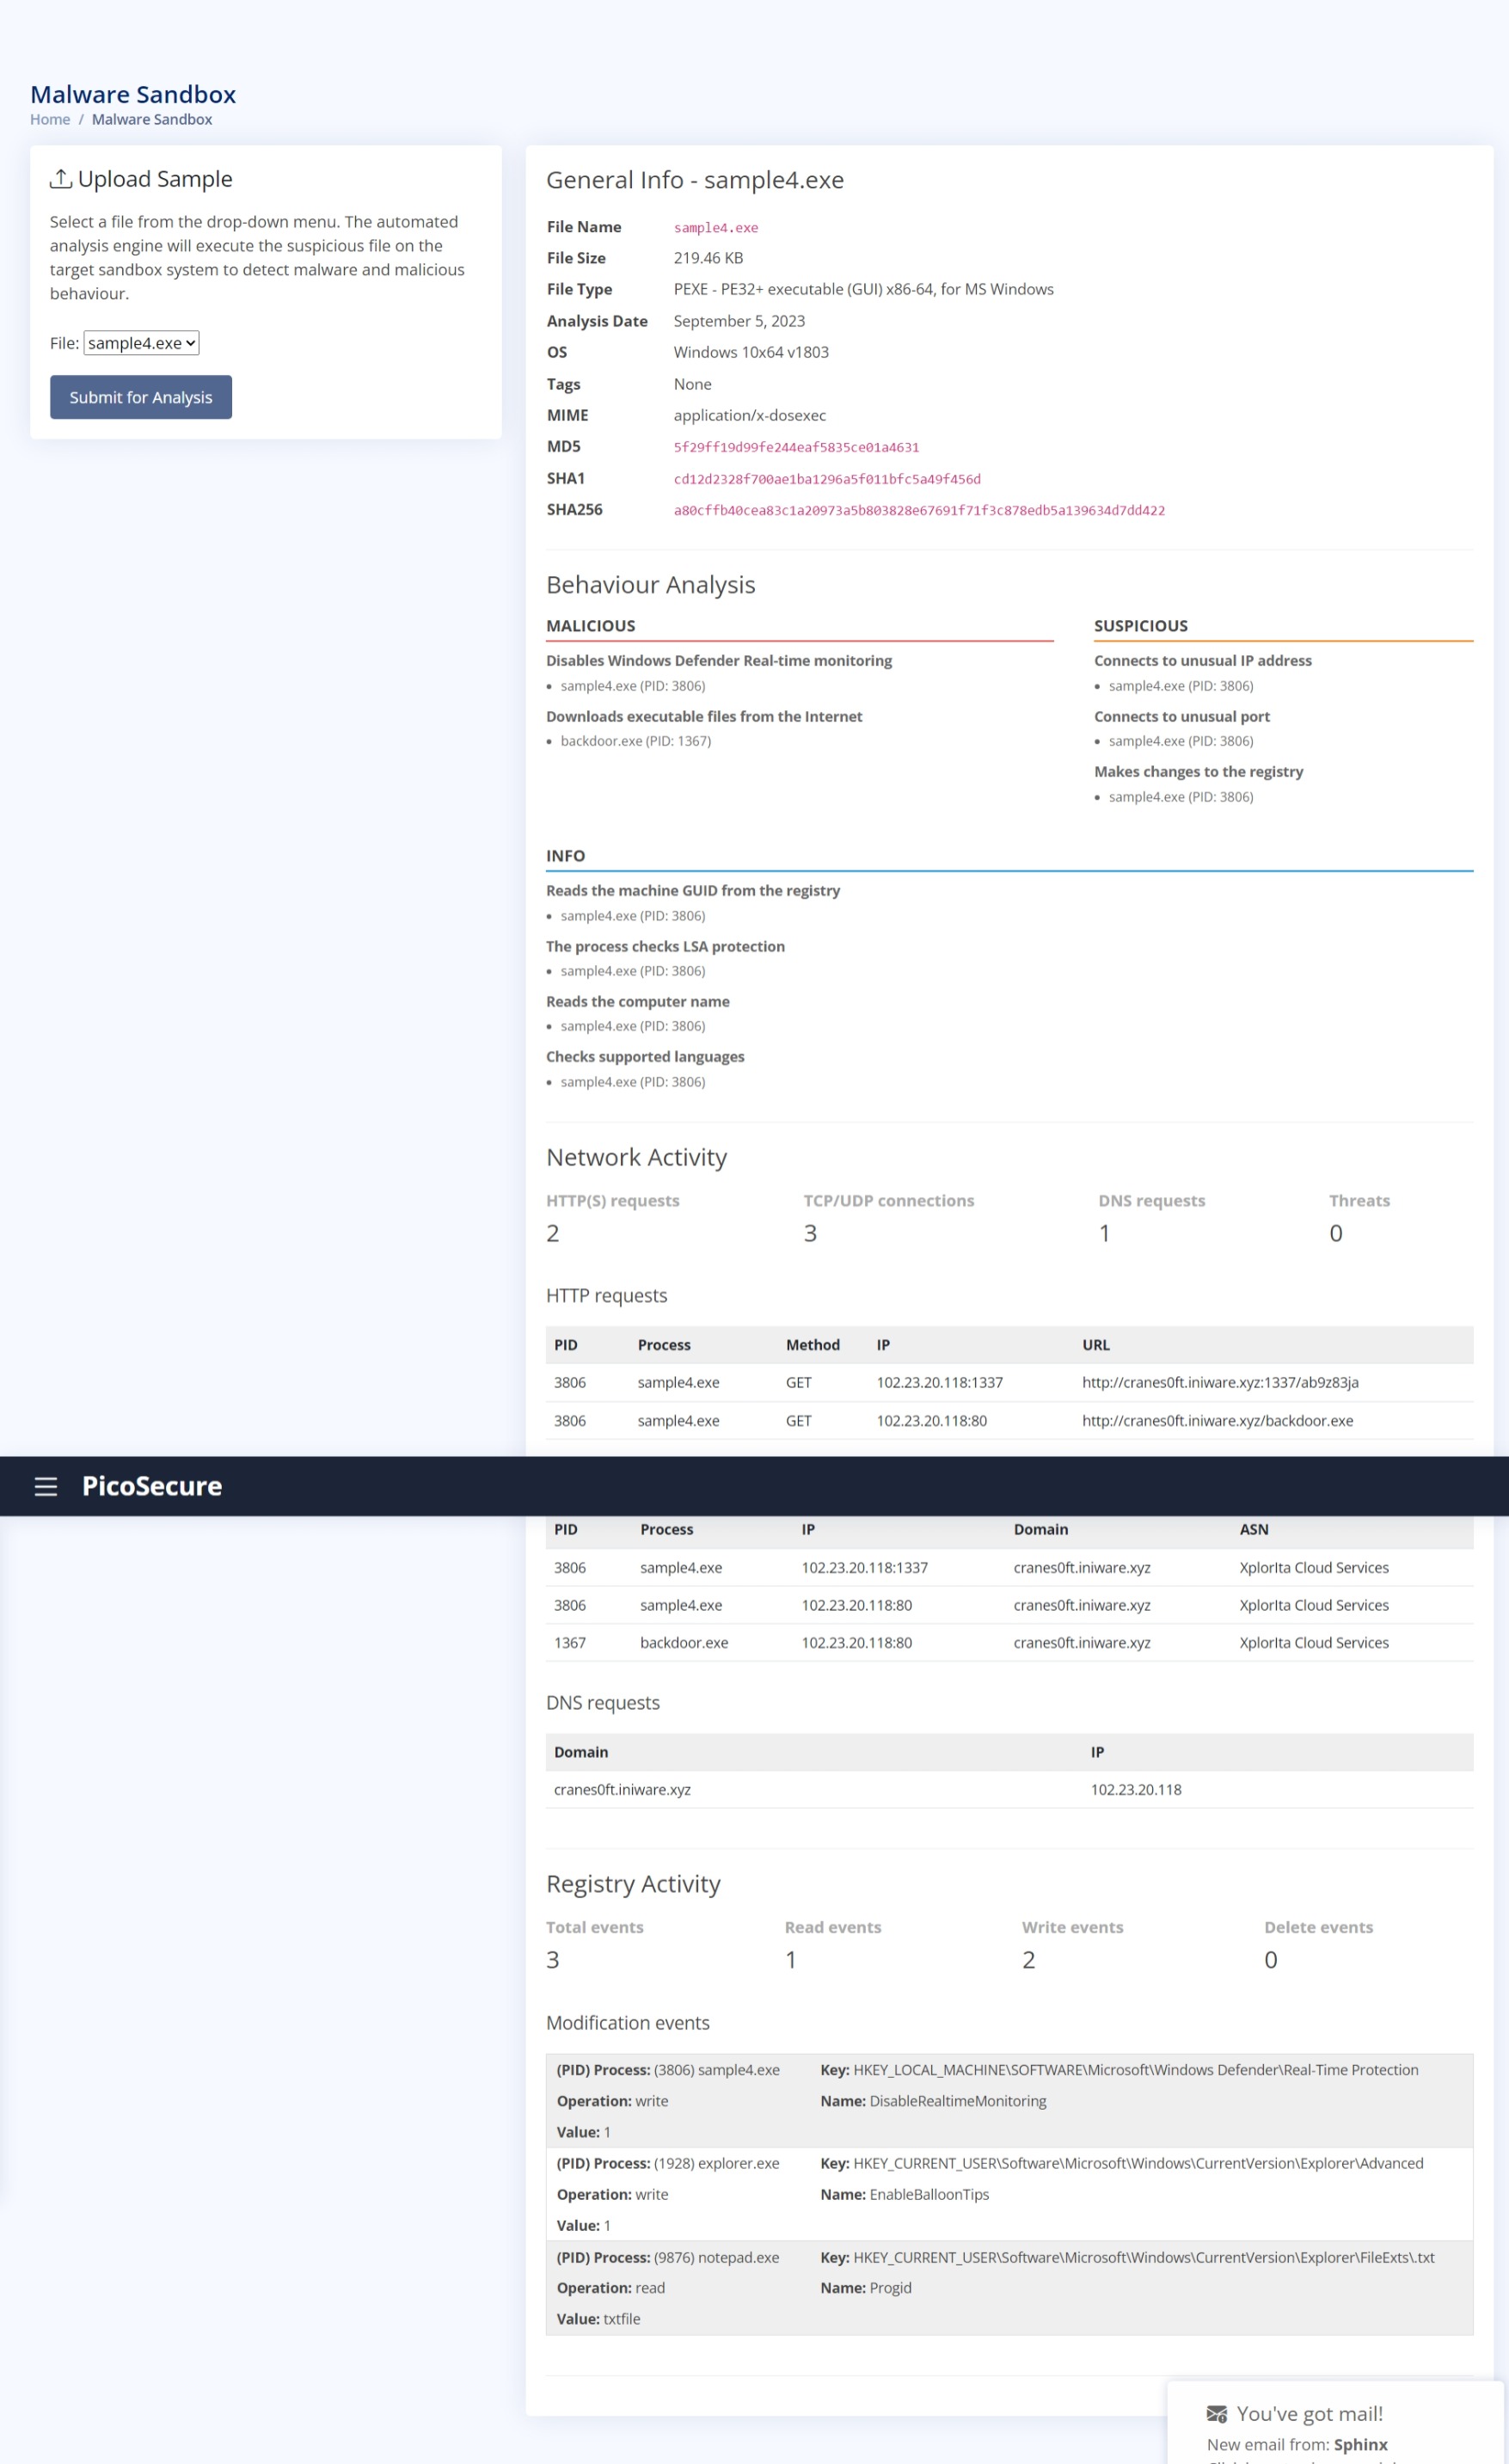 Malware Sandbox
Home / Malware Sandbox
Upload Sample
Select a file from the drop-down menu. The automated
analysis engine will execute the suspicious file on the
target sandbox system to detect malware and malicious
behaviour.
File: sample4.exe
Submit for Analysis
General Info - sample4.exe
File Name sample4.exe
File Size 219.46 KB
File Type PEXE - PE32+ executable (GUI) x86-64, for MS Windows
Analysis Date September 5, 2023
OS Windows 10x64 v1803
Tags None
MIME application/x-dosexec
MD5 5f29ff19d99fe244eaf5835ce01a4631
SHA1 cd12d2328f700ae1ba1296a5f011bfc5a49f456d
SHA256 a80cffb40cea83c1a20973a5b803828e67691f71f3c878edb5a139634d7dd422
Behaviour Analysis
MALICIOUS
Disables Windows Defender Real-time monitoring
• sample4.exe (PID: 3806)
Downloads executable files from the Internet
• backdoor.exe (PID: 1367)
SUSPICIOUS
Connects to unusual IP address
• sample4.exe (PID: 3806)
Connects to unusual port
• sample4.exe (PID: 3806)
Makes changes to the registry
• sample4.exe (PID: 3806)
INFO
Reads the machine GUID from the registry
• sample4.exe (PID: 3806)
The process checks LSA protection
• sample4.exe (PID: 3806)
Reads the computer name
• sample4.exe (PID: 3806)
Checks supported languages
• sample4.exe (PID: 3806)
Network Activity
HTTP(S) requests TCP/UDP connections DNS requests Threats
2 3 1 0
HTTP requests
PID Process Method IP URL
3806 sample4.exe GET 102.23.20.118:1337 http://cranes0ft.iniware.xyz:1337/ab9z83ja
3806 sample4.exe GET 102.23.20.118:80 http://cranes0ft.iniware.xyz/backdoor.exe
PicoSecure
PID Process IP Domain ASN
3806 sample4.exe 102.23.20.118:1337 cranes0ft.iniware.xyz XplorIta Cloud Services
3806 sample4.exe 102.23.20.118:80 cranes0ft.iniware.xyz XplorIta Cloud Services
1367 backdoor.exe 102.23.20.118:80 cranes0ft.iniware.xyz XplorIta Cloud Services
DNS requests
Domain IP
cranes0ft.iniware.xyz 102.23.20.118
Registry Activity
Total events Read events Write events Delete events
3 1 2 0
Modification events
(PID) Process: (3806) sample4.exe Key: HKEY_LOCAL_MACHINE\SOFTWARE\Microsoft\Windows Defender\Real-Time Protection
Operation: write Name: DisableRealtimeMonitoring
Value: 1
(PID) Process: (1928) explorer.exe Key: HKEY_CURRENT_USER\Software\Microsoft\Windows\CurrentVersion\Explorer\Advanced
Operation: write Name: EnableBalloonTips
Value: 1
(PID) Process: (9876) notepad.exe Key: HKEY_CURRENT_USER\Software\Microsoft\Windows\CurrentVersion\Explorer\FileExts\.txt
Operation: read Name: Progid
Value: txtfile
You've got mail!
New email from: Sphinx